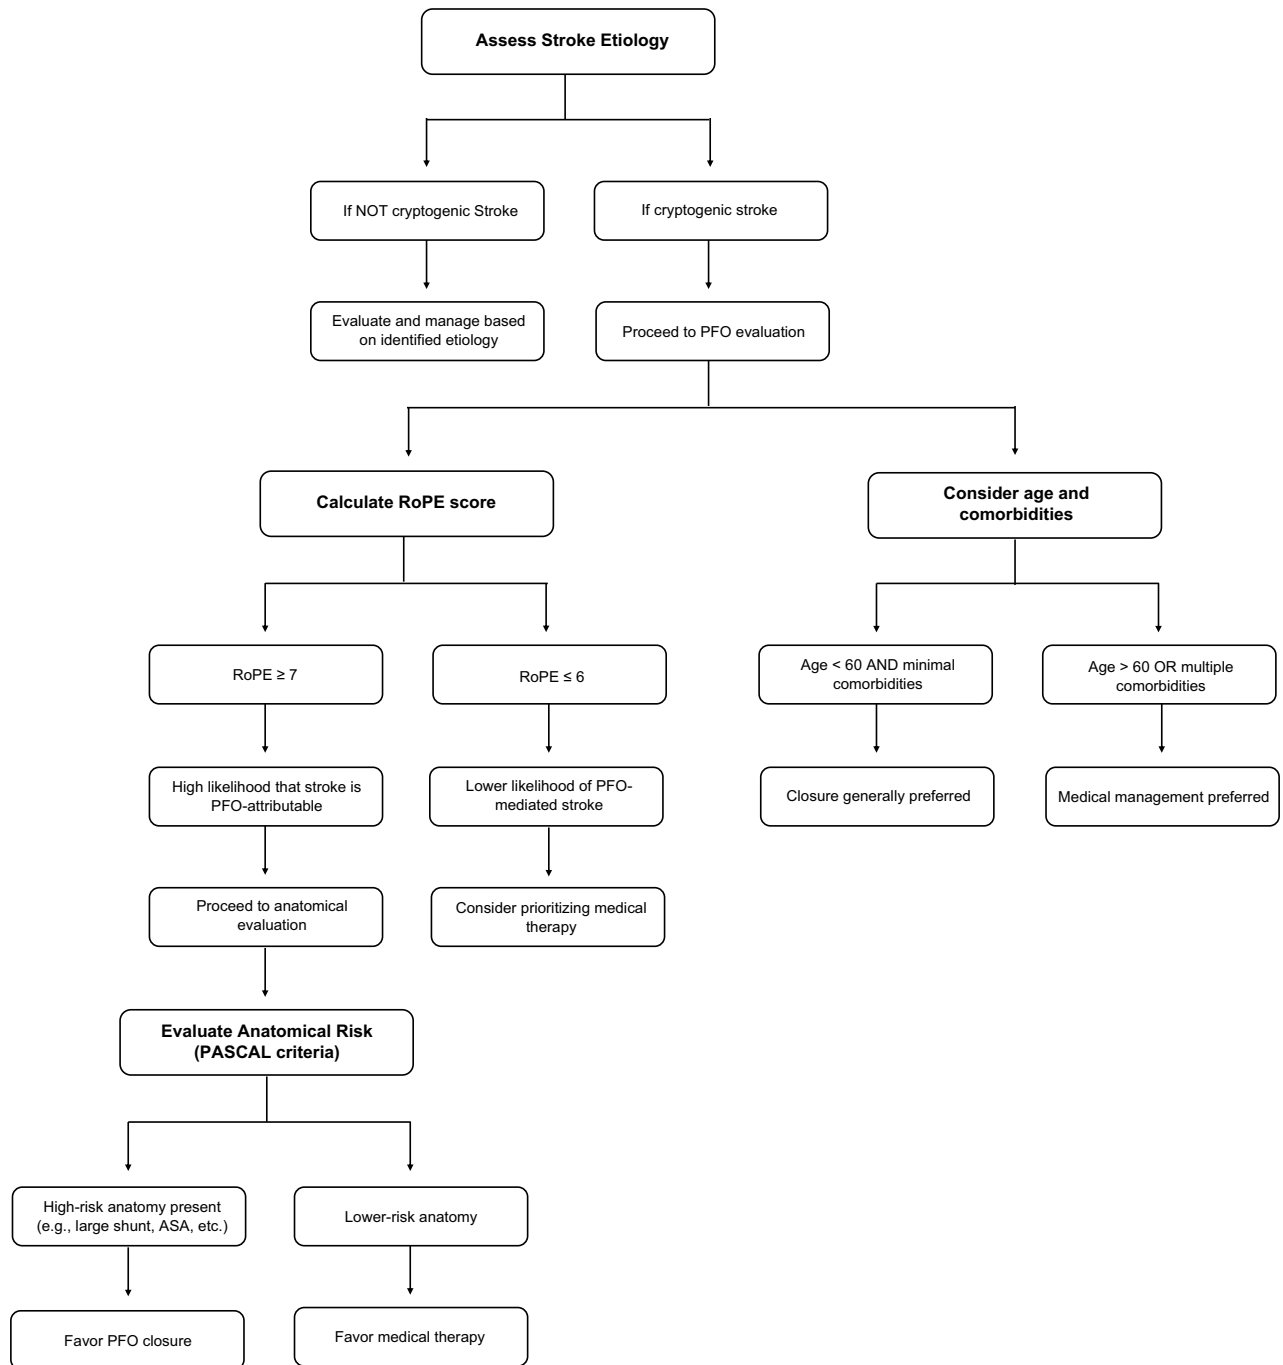 Assess Stroke Etiology
If NOT cryptogenic Stroke
If cryptogenic stroke
Evaluate and manage based
on identified etiology
Proceed to PFO evaluation
Calculate RoPE score
Consider age and
comorbidities
RoPE ≥ 7
RoPE ≤ 6
Age < 60 AND minimal
comorbidities
Age > 60 OR multiple
comorbidities
High likelihood that stroke is
PFO-attributable
Lower likelihood of PFO-
mediated stroke
Closure generally preferred
Medical management preferred
Proceed to anatomical
evaluation
Consider prioritizing medical
therapy
Evaluate Anatomical Risk
(PASCAL criteria)
High-risk anatomy present
(e.g., large shunt, ASA, etc.)
Lower-risk anatomy
Favor PFO closure
Favor medical therapy